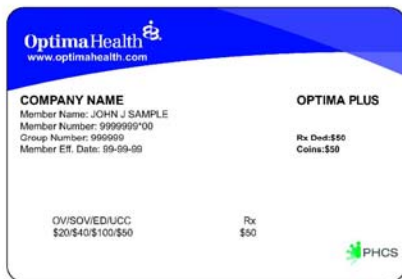 OptimaHealth
www.optimahealth.com
COMPANY NAME
OPTIMA PLUS
Member Name: JOHN J SAMPLE
Member Number: 9999999*00
Group Number: 999999
Rx Ded:$50
Member Eff. Date: 99-99-99
Coins:$50
OV/SOV/ED/UCC
Rx
$20/$40/$100/$50
$50
PHCS